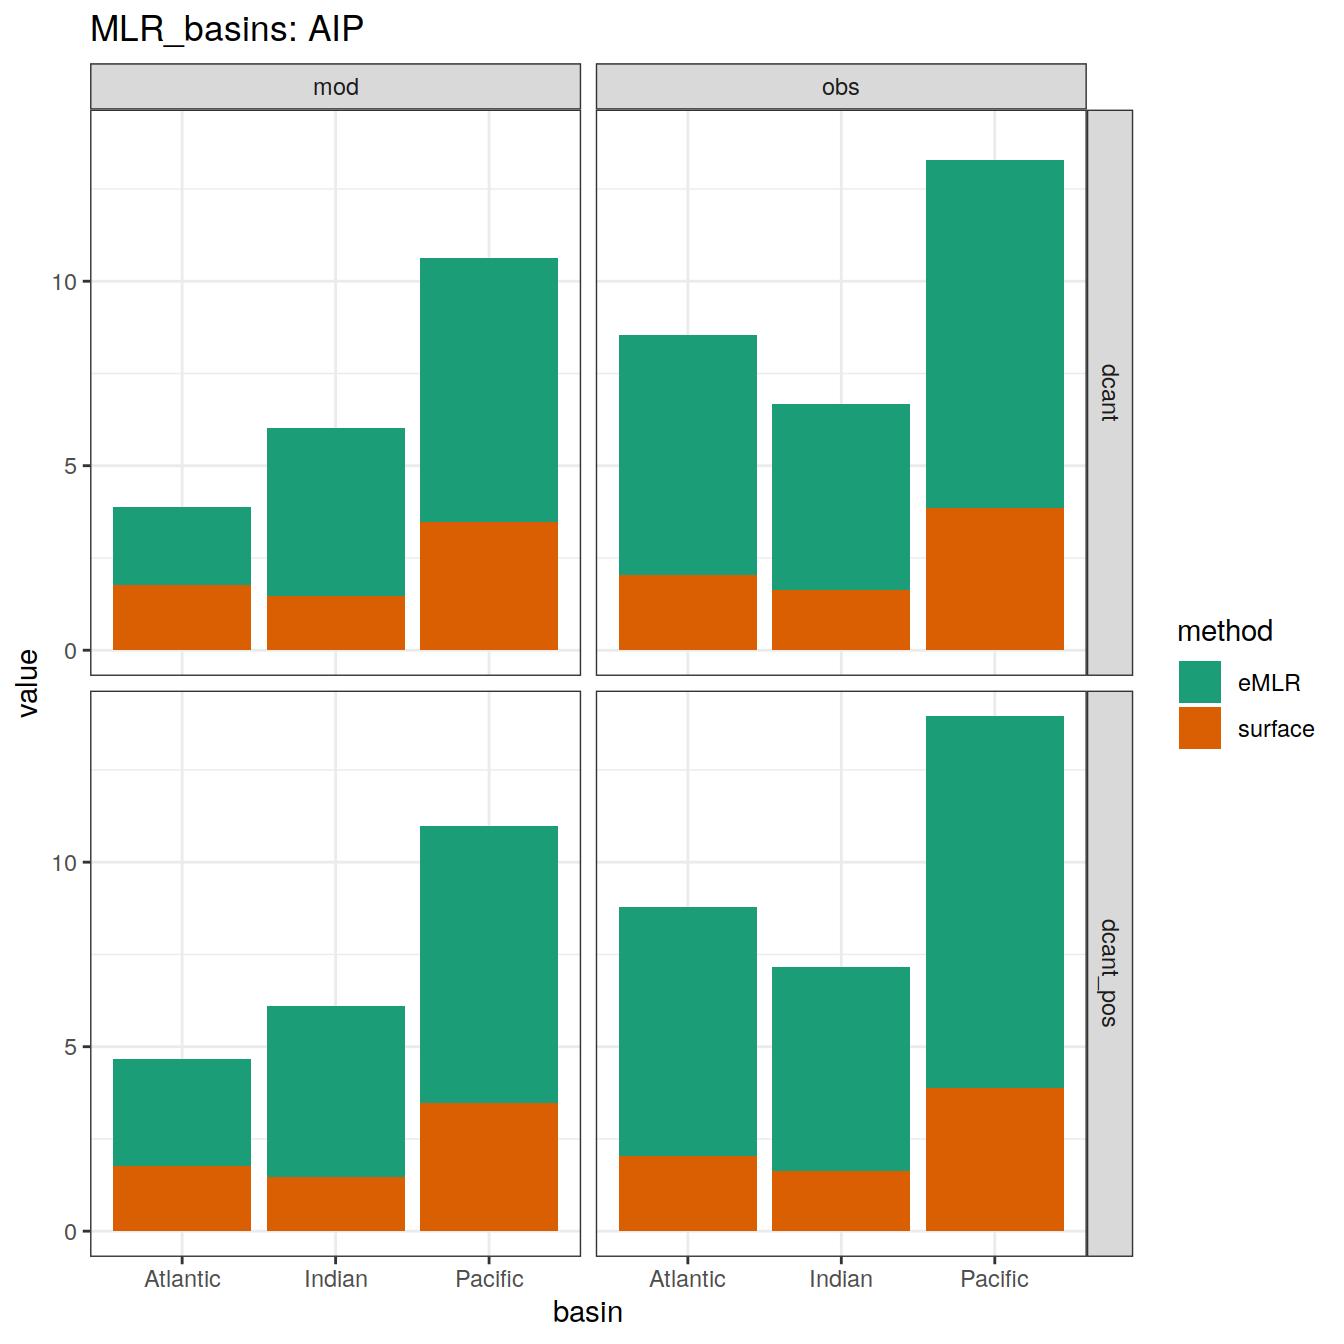 MLR_basins: AIP
mod
obs
10
5
0
dcant
10
5
0
dcant_pos
value
Atlantic
Indian
Pacific
Atlantic
Indian
Pacific
basin
method
eMLR
surface